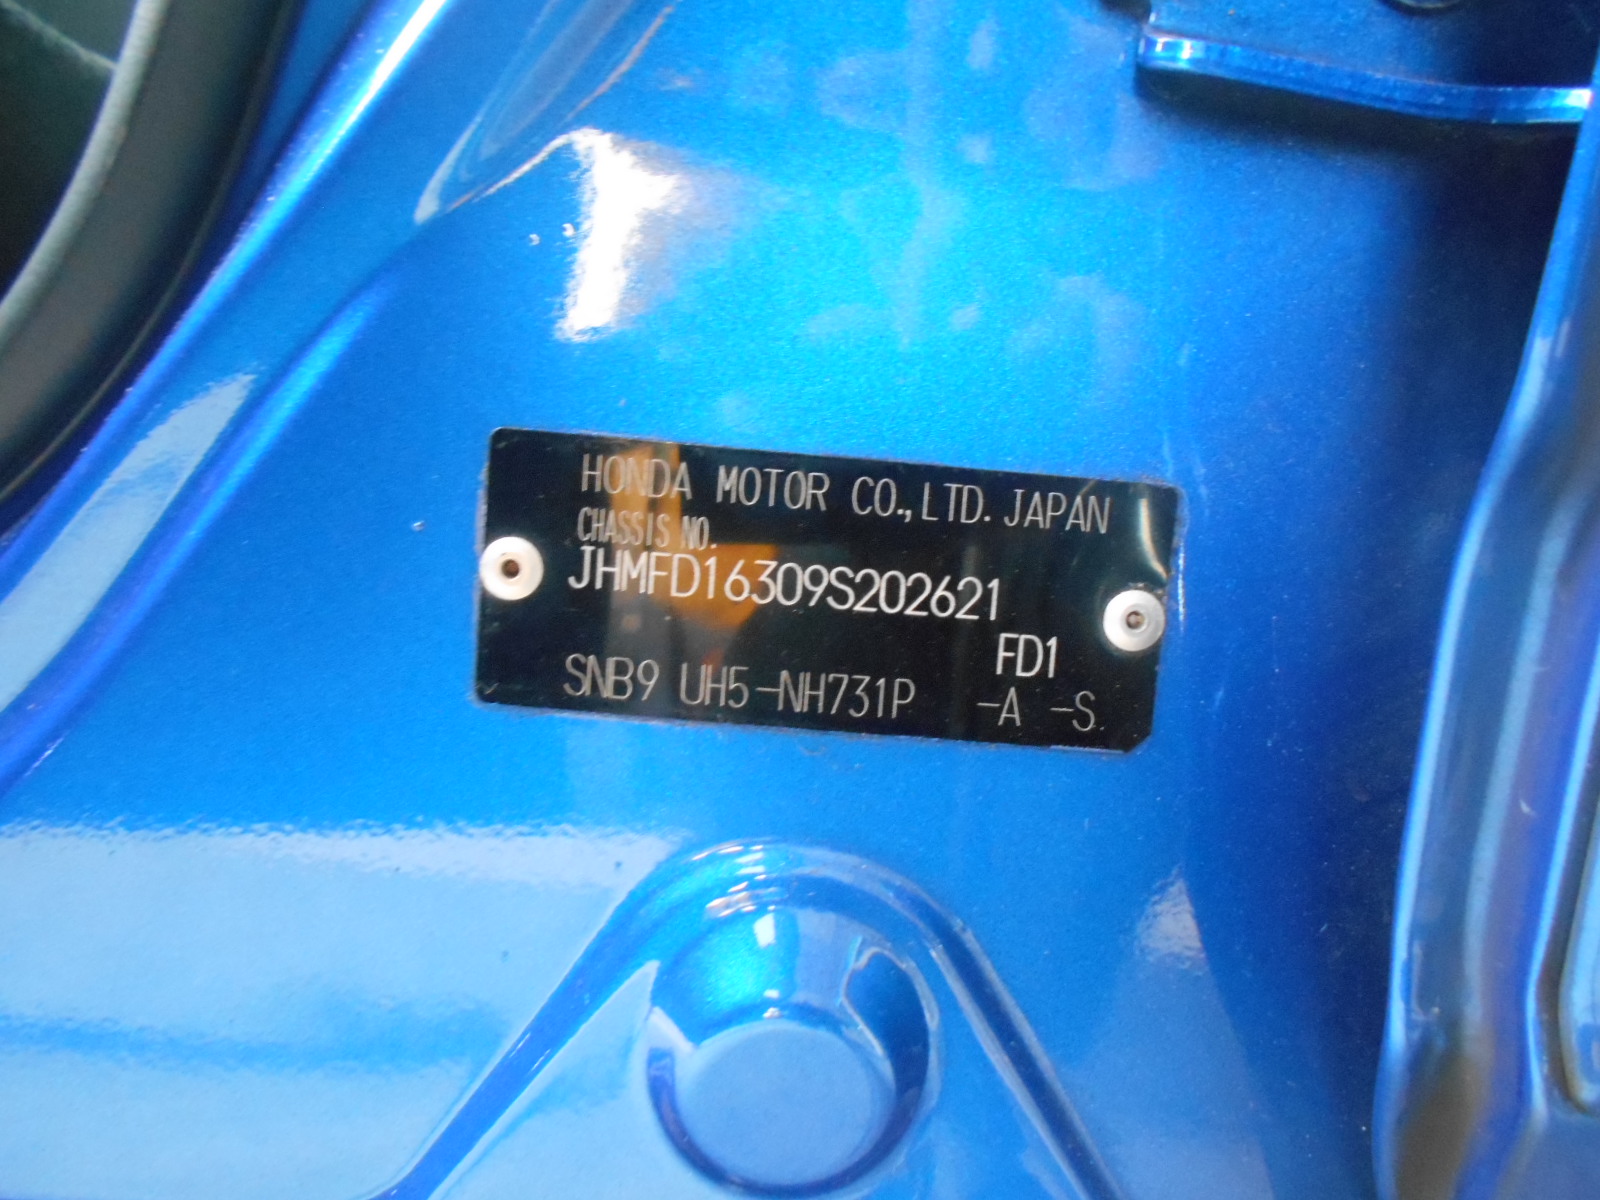 HONDA MOTOR CO., LTD. JAPAN
CHASSIS NO.
JHMFD16309S202621
FD1
SNB9 UH5-NH731P -A -S